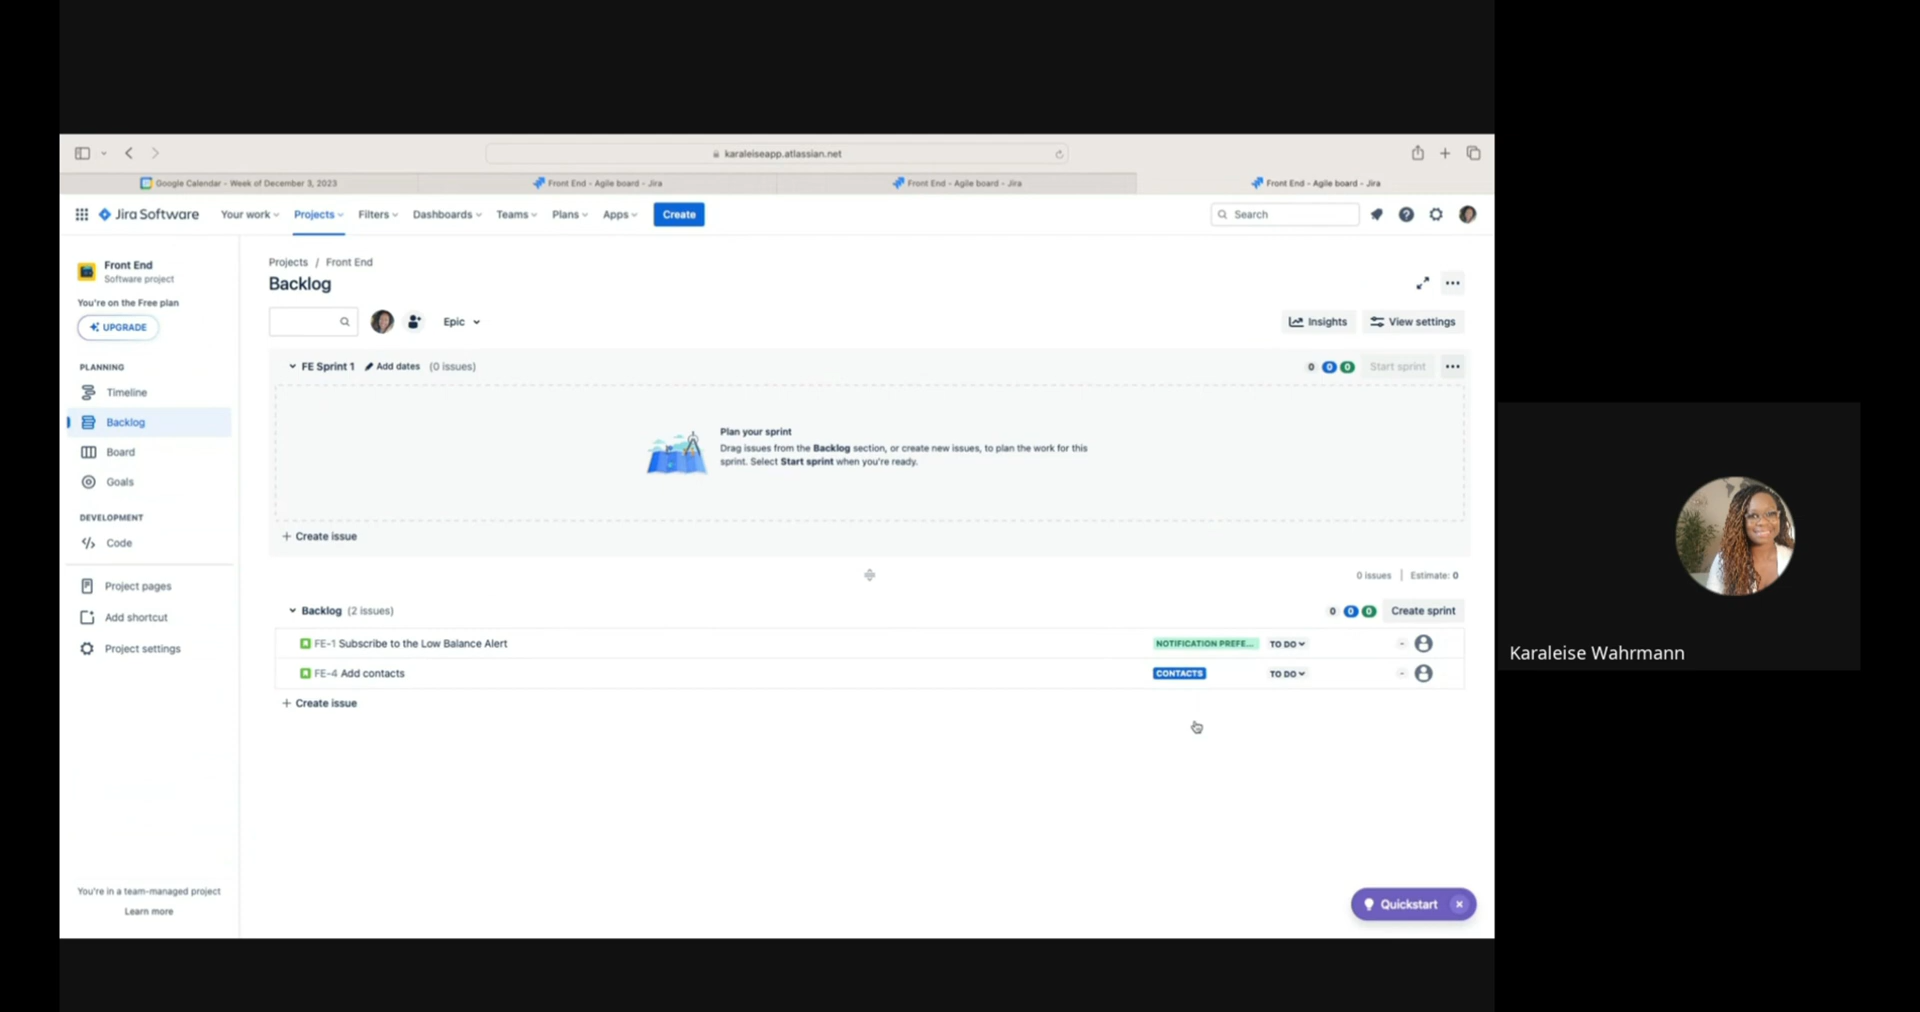 karaleiseapp.atlassian.net
Google Calendar - Week of December 3, 2023
Front End - Agile board - Jira
Front End - Agile board - Jira
Front End - Agile board - Jira
Jira Software
Your work
Projects
Filters
Dashboards
Teams
Plans
Apps
Create
Search
Front End
Software project
You're on the Free plan
UPGRADE
PLANNING
Timeline
Backlog
Board
Goals
DEVELOPMENT
Code
Project pages
Add shortcut
Project settings
You're in a team-managed project
Learn more
Projects / Front End
Backlog
Epic
Insights
View settings
FE Sprint 1 Add dates (0 issues)
0 0 0 Start sprint
Plan your sprint
Drag issues from the Backlog section, or create new issues, to plan the work for this
sprint. Select Start sprint when you're ready.
+ Create issue
0 issues | Estimate: 0
Backlog (2 issues)
0 0 0 Create sprint
FE-1 Subscribe to the Low Balance Alert NOTIFICATION PREFE... TO DO -
FE-4 Add contacts CONTACTS TO DO -
+ Create issue
Quickstart
Karaleise Wahrmann